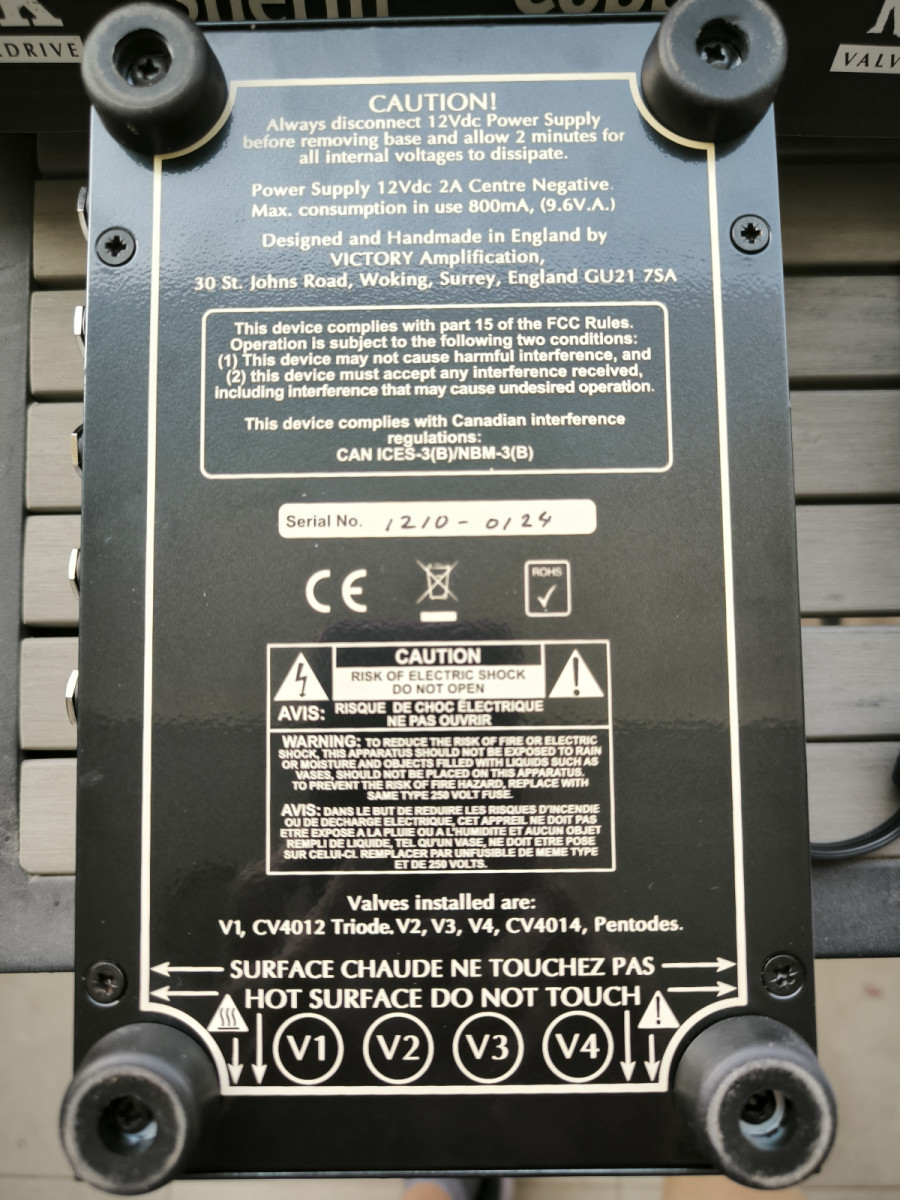 DRIVE
Sheriff
VALV
CAUTION!
Always disconnect 12Vdc Power Supply
before removing base and allow 2 minutes for
all internal voltages to dissipate.
Power Supply 12Vdc 2A Centre Negative.
Max. consumption in use 800mA, (9.6V.A.)
Designed and Handmade in England by
VICTORY Amplification,
30 St. Johns Road, Woking, Surrey, England GU21 7SA
This device complies with part 15 of the FCC Rules.
Operation is subject to the following two conditions:
(1) This device may not cause harmful interference, and
(2) this device must accept any interference received,
including interference that may cause undesired operation.
This device complies with Canadian interference
regulations:
CAN ICES-3(B)/NBM-3(B)
Serial No. 1210-0124
CE
ROHS
CAUTION
RISK OF ELECTRIC SHOCK
DO NOT OPEN
AVIS: RISQUE DE CHOC ÉLECTRIQUE
NE PAS OUVRIR
WARNING: TO REDUCE THE RISK OF FIRE OR ELECTRIC
SHOCK, THIS APPARATUS SHOULD NOT BE EXPOSED TO RAIN
OR MOISTURE AND OBJECTS FILLED WITH LIQUIDS SUCH AS
VASES, SHOULD NOT BE PLACED ON THIS APPARATUS.
TO PREVENT THE RISK OF FIRE HAZARD, REPLACE WITH
SAME TYPE 250 VOLT FUSE.
AVIS: DANS LE BUT DE REDUIRE LES RISQUES D'INCENDIE
OU DE DECHARGE ELECTRIQUE, CET APPREIL NE DOIT PAS
ETRE EXPOSE A LA PLUIE OU A L'HUMIDITE ET AUCUN OBJET
REMPLI DE LIQUIDE, TEL QU'UN VASE, NE DOIT ETRE POSE
SUR CELUI-CI. REMPLACER PAR UNFUSIBLE DE MEME TYPE
ET DE 250 VOLTS.
Valves installed are:
V1, CV4012 Triode. V2, V3, V4, CV4014, Pentodes.
SURFACE CHAUDE NE TOUCHEZ PAS
HOT SURFACE DO NOT TOUCH
V1 V2 V3 V4